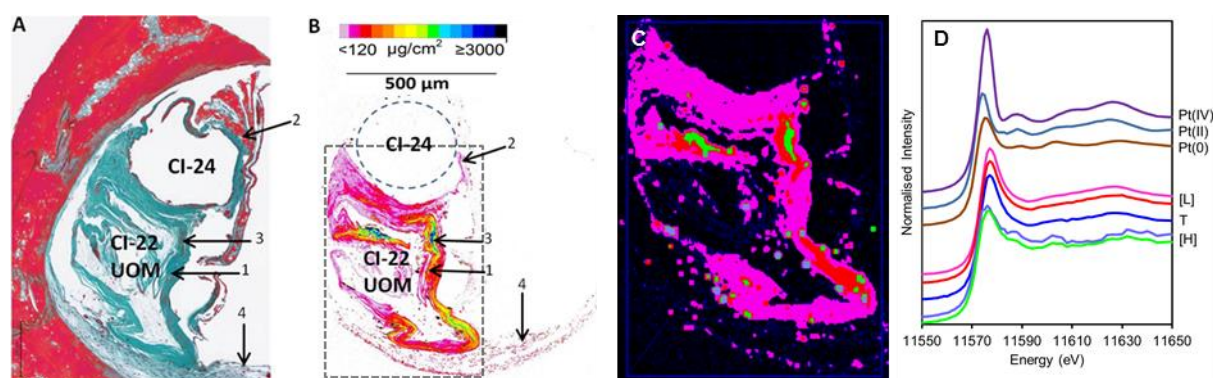 A
CI-24
CI-22
UOM
2
3
1
4
B
<120 µg/cm² ≥3000
500 µm
CI-24
CI-22
UOM
2
3
1
4
C
D
Normalised Intensity
Pt(IV)
Pt(II)
Pt(0)
[L]
T
[H]
11550 11570 11590 11610 11630 11650
Energy (eV)